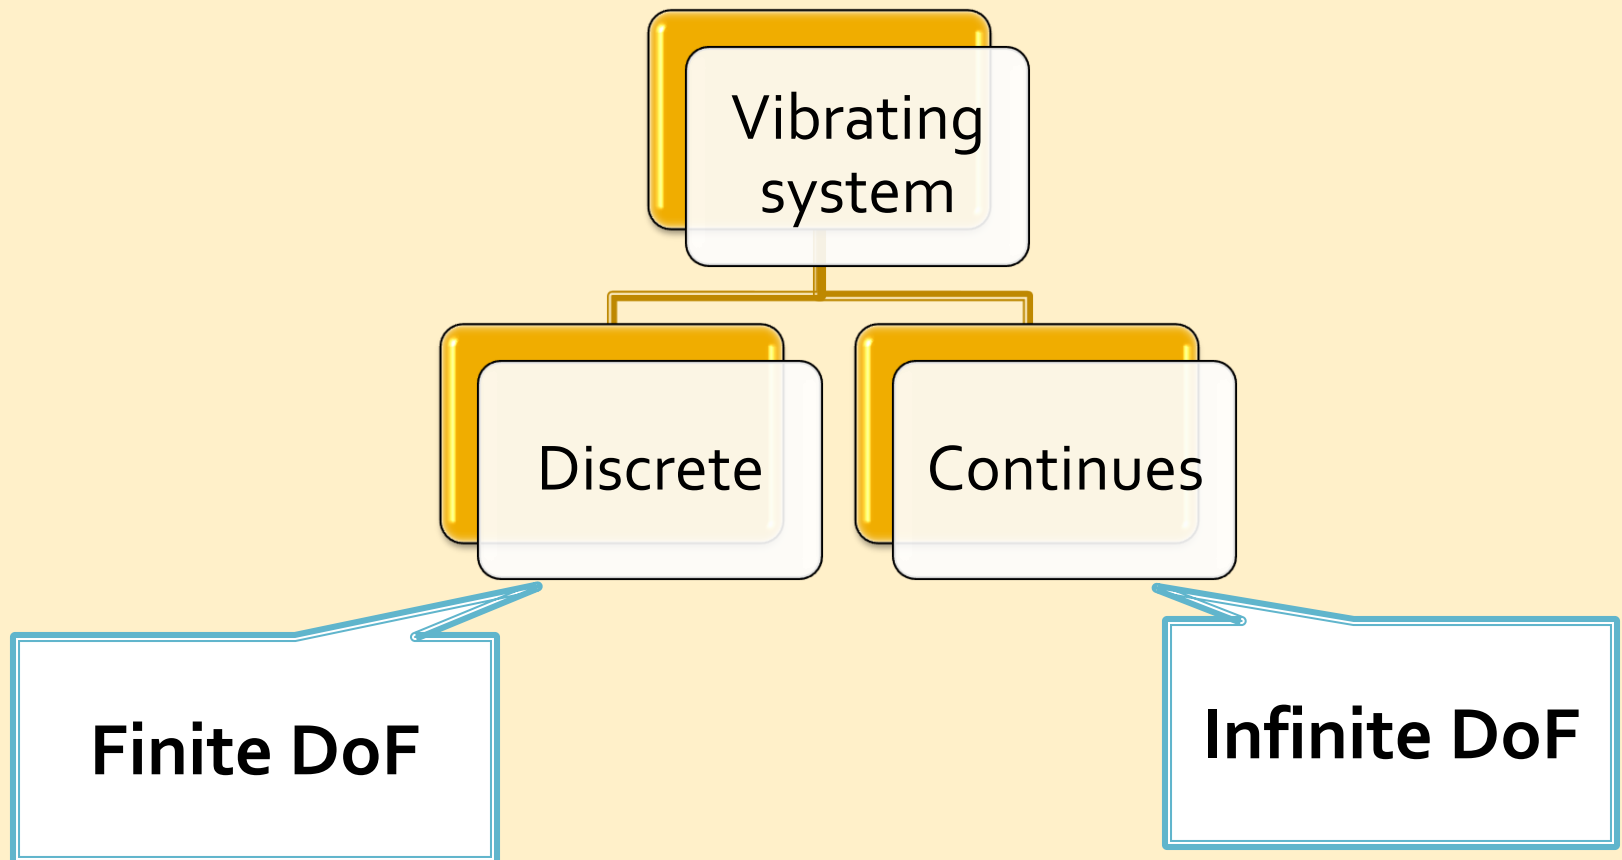 Vibrating
system
Discrete
Continues
Finite DoF
Infinite DoF